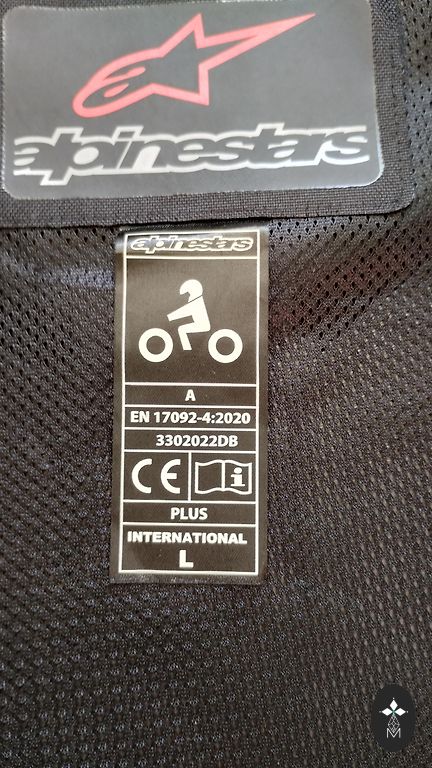 alpinestars
alpinestars
A
EN 17092-4:2020
3302022DB
CE i
PLUS
INTERNATIONAL
L
M